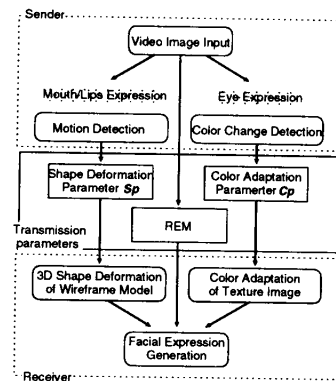 Sender
Video Image Input
Mouth/Lips Expression
Eye Expression
Motion Detection
Color Change Detection
Shape Deformation
Parameter Sp
Color Adaptation
Paramerter Cp
REM
Transmission
parameters
3D Shape Deformation
of Wireframe Model
Color Adaptation
of Texture Image
Facial Expression
Generation
Receiver